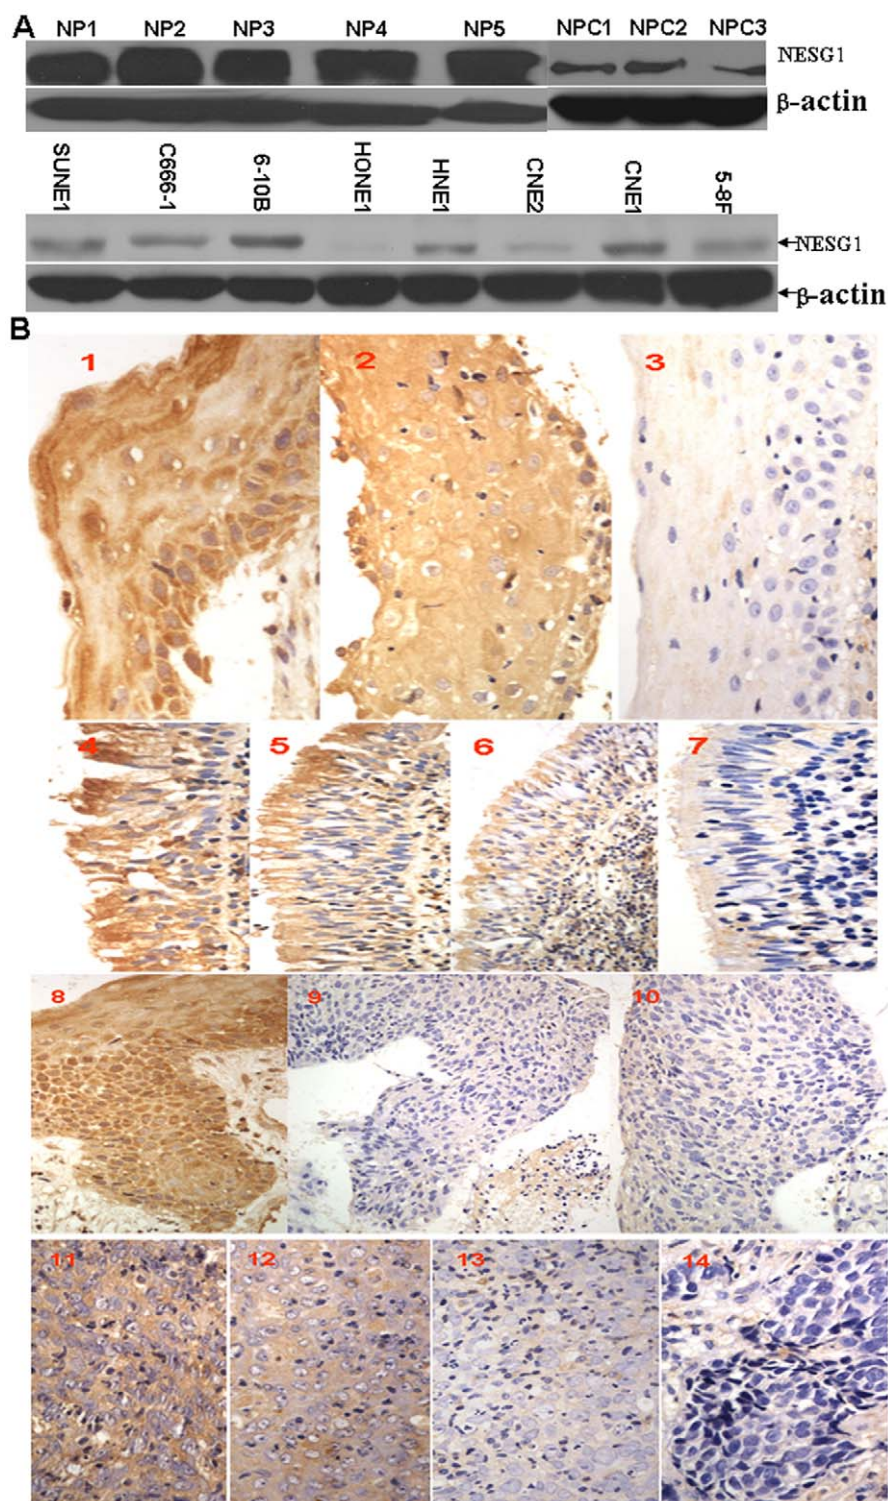 A
NP1 NP2 NP3 NP4 NP5 NPC1 NPC2 NPC3
NESG1
β-actin
SUNE1 C666-1 6-10B HONE1 HNE1 CNE2 CNE1 5-8F
NESG1
β-actin
B
1 2 3
4 5 6 7
8 9 10
11 12 13 14